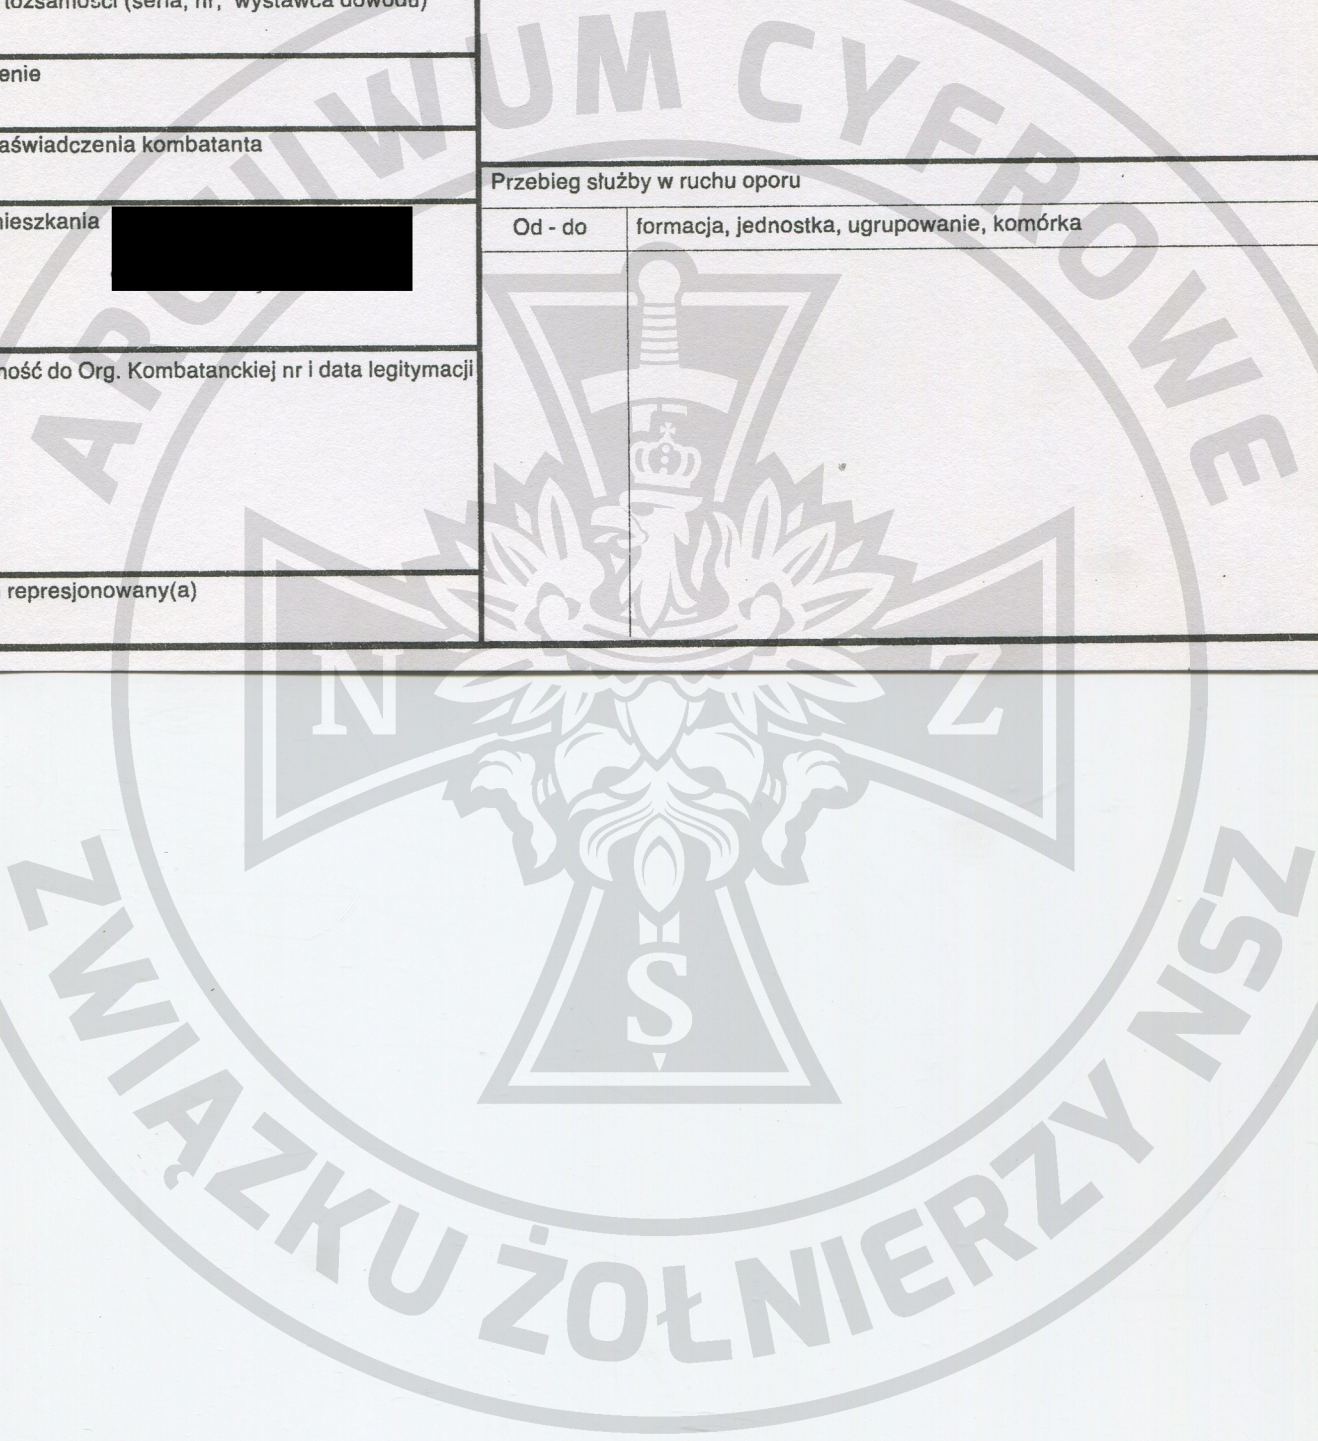 tożsamości (seria, nr, wystawca dowodu)
enie
aświadczenia kombatanta
ieszkania
ność do Org. Kombatanckiej nr i data legitymacji
represjonowany(a)
Przebieg służby w ruchu oporu
Od - do formacja, jednostka, ugrupowanie, komórka
ARCHIWUM CYFROWE
ZWIĄZKU ŻOŁNIERZY NSZ
N Z
S